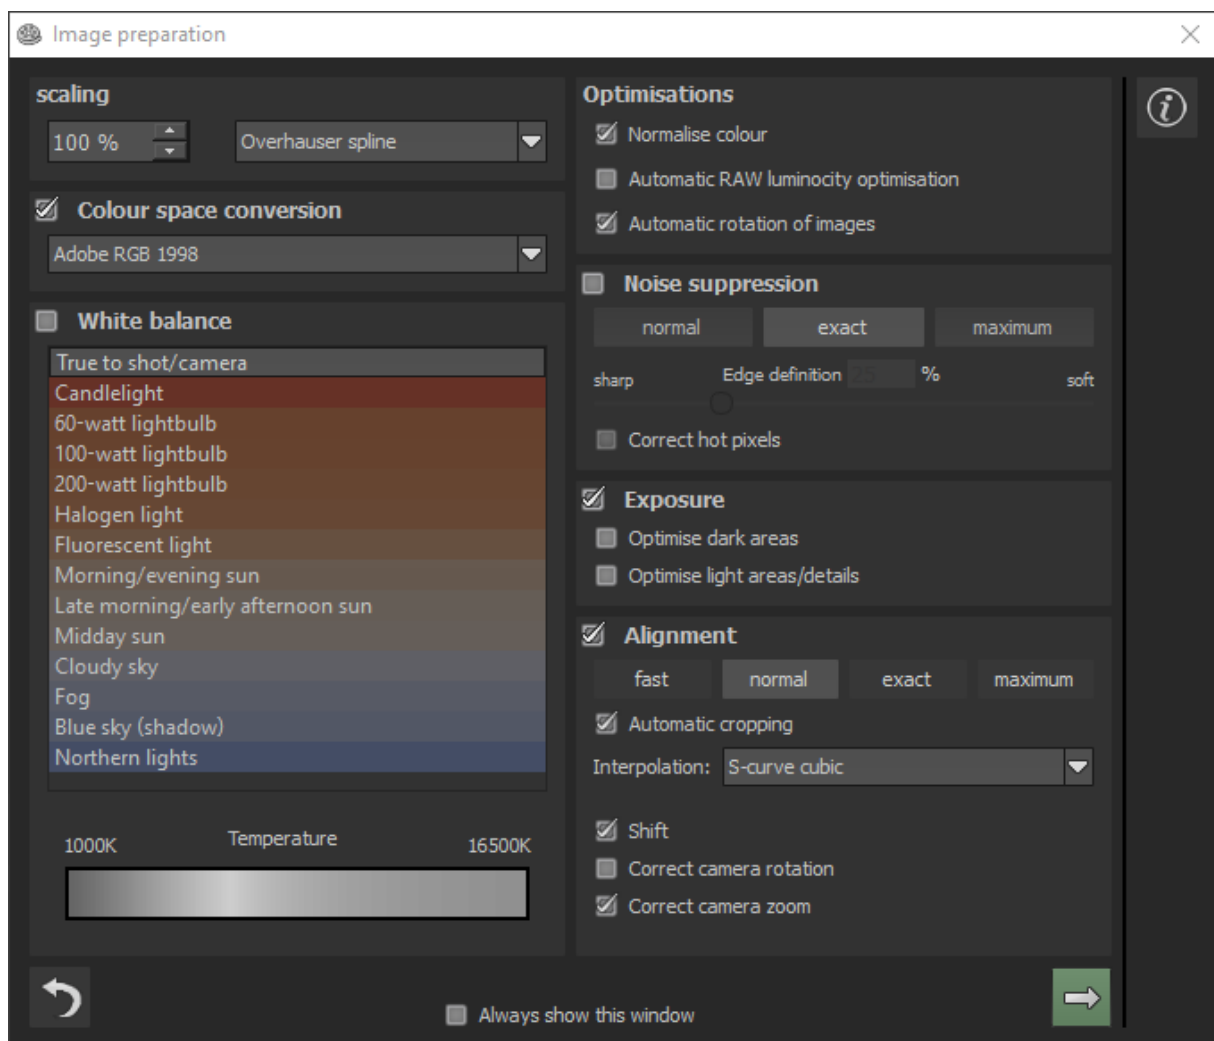 Image preparation
scaling
100 %
Overhauser spline
Colour space conversion
Adobe RGB 1998
White balance
True to shot/camera
Candlelight
60-watt lightbulb
100-watt lightbulb
200-watt lightbulb
Halogen light
Fluorescent light
Morning/evening sun
Late morning/early afternoon sun
Midday sun
Cloudy sky
Fog
Blue sky (shadow)
Northern lights
1000K Temperature 16500K
Optimisations
Normalise colour
Automatic RAW luminocity optimisation
Automatic rotation of images
Noise suppression
normal exact maximum
sharp Edge definition 25 % soft
Correct hot pixels
Exposure
Optimise dark areas
Optimise light areas/details
Alignment
fast normal exact maximum
Automatic cropping
Interpolation: S-curve cubic
Shift
Correct camera rotation
Correct camera zoom
Always show this window